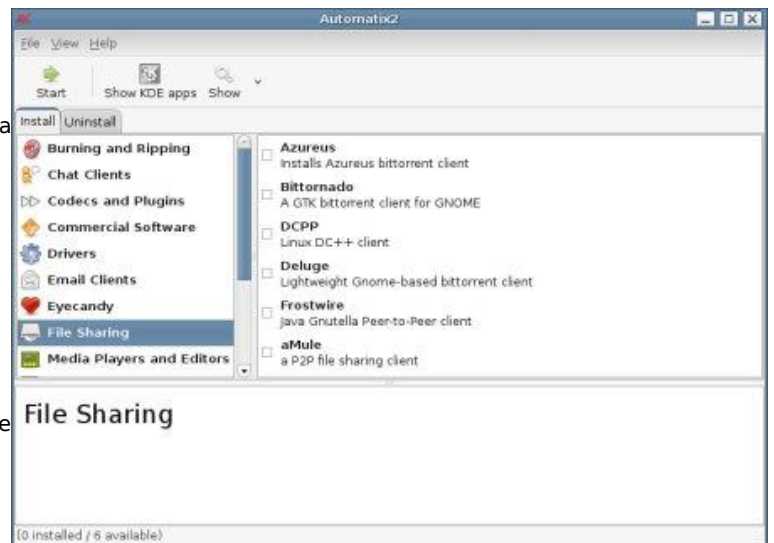 Automatix2
File View Help
Start Show KDE apps Show
Install Uninstall
Burning and Ripping
Chat Clients
Codecs and Plugins
Commercial Software
Drivers
Email Clients
Eyecandy
File Sharing
Media Players and Editors
Azureus
Installs Azureus bittorrent client
Bittornado
A GTK bittorrent client for GNOME
DCPP
Linux DC++ client
Deluge
Lightweight Gnome-based bittorrent client
Frostwire
Java Gnutella Peer-to-Peer client
aMule
a P2P file sharing client
File Sharing
(0 installed / 6 available)
a
e